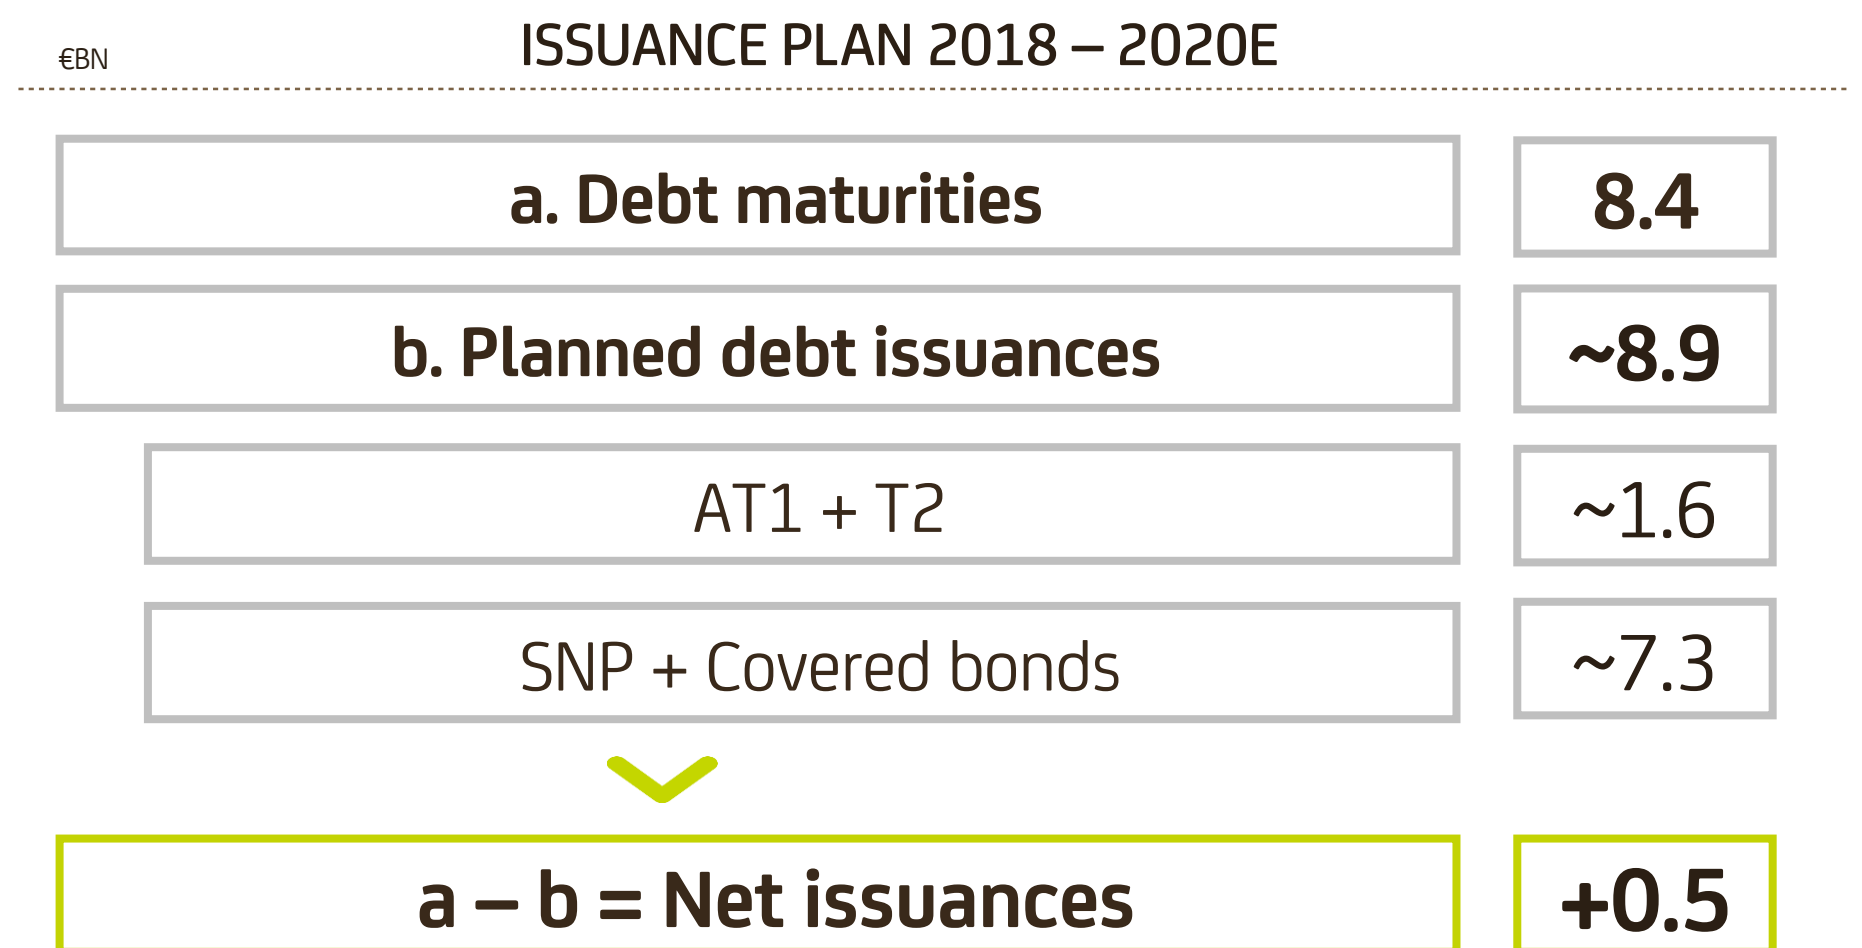 €BN
ISSUANCE PLAN 2018 – 2020E
a. Debt maturities 8.4
b. Planned debt issuances ~8.9
AT1 + T2 ~1.6
SNP + Covered bonds ~7.3
a – b = Net issuances +0.5